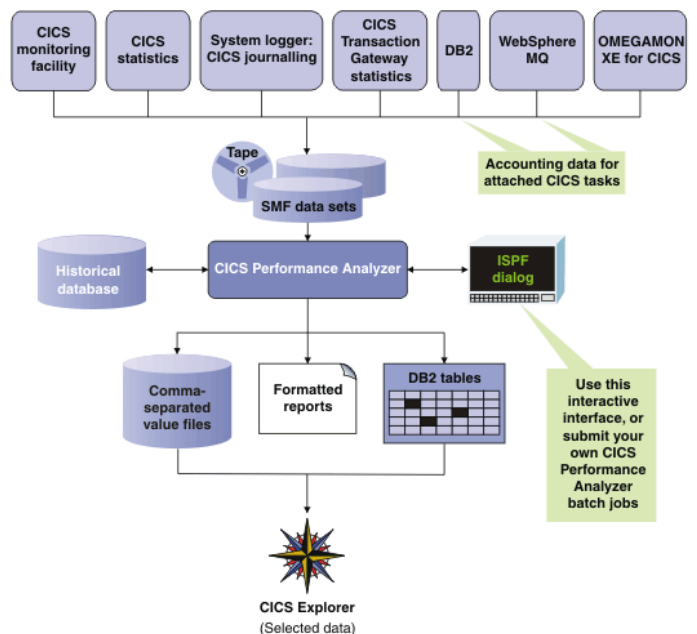 CICS
monitoring
facility
CICS
statistics
System logger:
CICS journalling
CICS
Transaction
Gateway
statistics
DB2
WebSphere
MQ
OMEGAMON
XE for CICS
Accounting data for
attached CICS tasks
Tape
SMF data sets
Historical
database
CICS Performance Analyzer
ISPF
dialog
Comma-
separated
value files
Formatted
reports
DB2 tables
Use this
interactive
interface, or
submit your
own CICS
Performance
Analyzer
batch jobs
CICS Explorer
(Selected data)